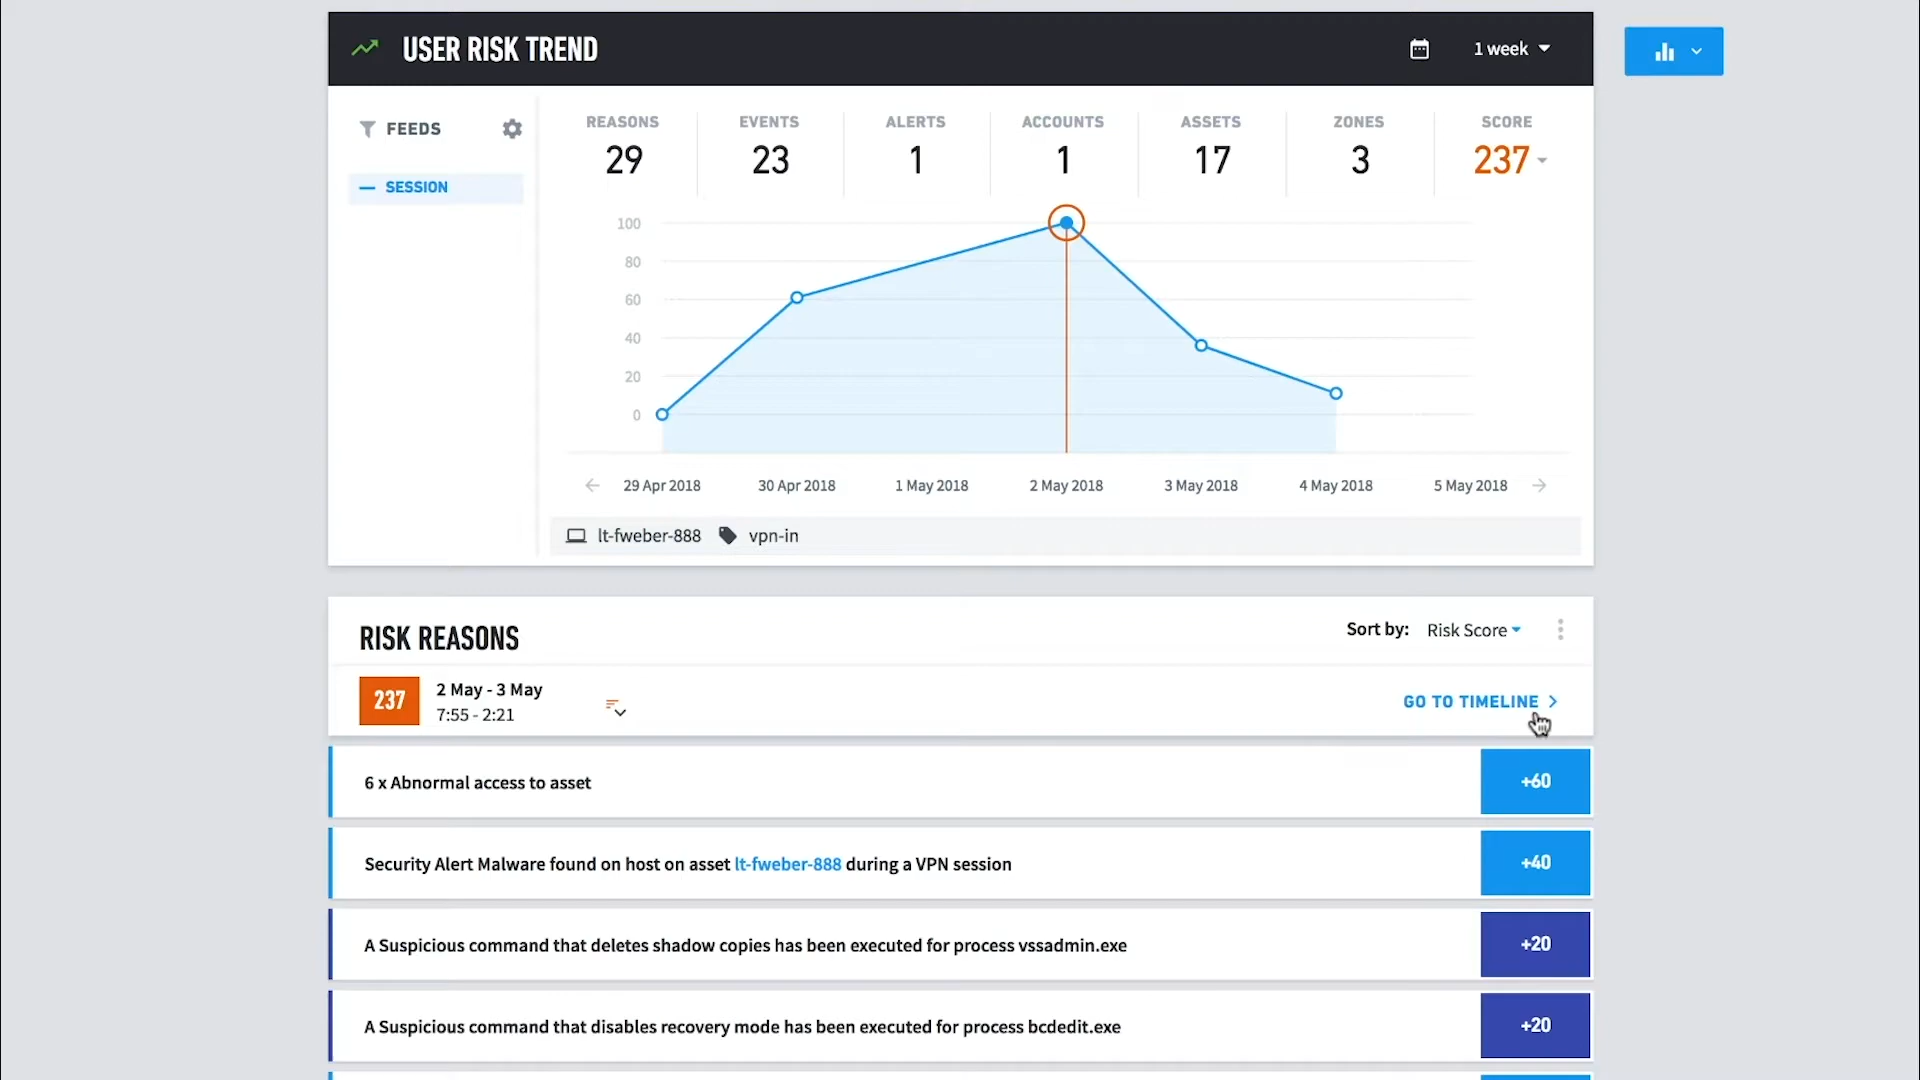 USER RISK TREND
1 week
FEEDS
SESSION
REASONS EVENTS ALERTS ACCOUNTS ASSETS ZONES SCORE
29 23 1 1 17 3 237
100
80
60
40
20
0
29 Apr 2018 30 Apr 2018 1 May 2018 2 May 2018 3 May 2018 4 May 2018 5 May 2018
lt-fweber-888 vpn-in
RISK REASONS
Sort by: Risk Score
237
2 May - 3 May
7:55 - 2:21
GO TO TIMELINE
6 x Abnormal access to asset +60
Security Alert Malware found on host on asset lt-fweber-888 during a VPN session +40
A Suspicious command that deletes shadow copies has been executed for process vssadmin.exe +20
A Suspicious command that disables recovery mode has been executed for process bcdedit.exe +20